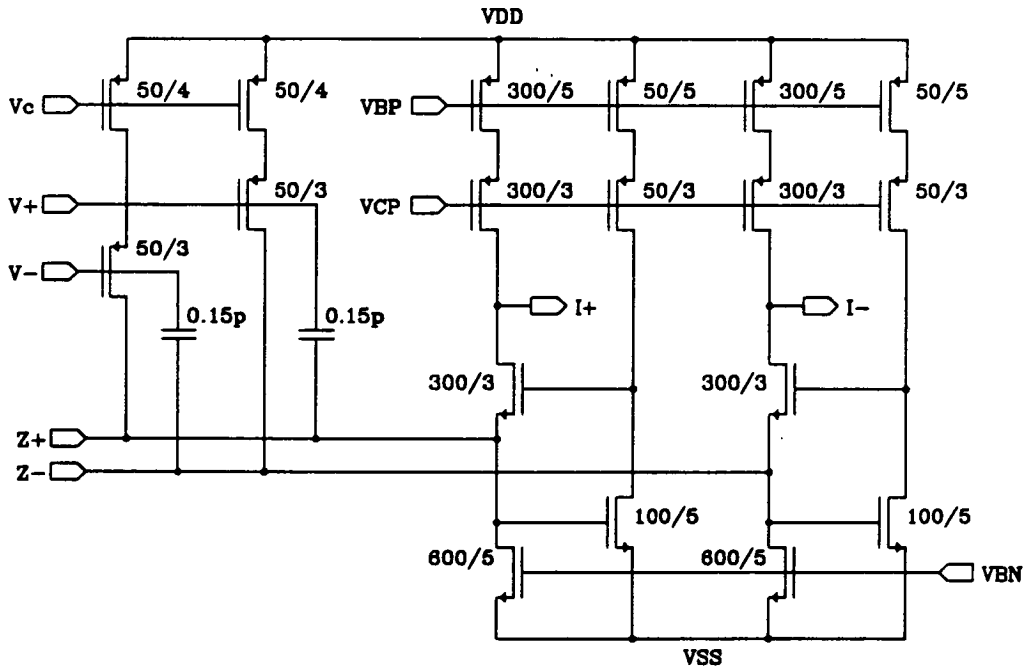 VDD
Vc 50/4 50/4 VBP 300/5 50/5 300/5 50/5
V+ 50/3 VCP 300/3 50/3 300/3 50/3
V- 50/3
0.15p 0.15p I+ I-
300/3 300/3
Z+
Z-
100/5 100/5
600/5 600/5 VBN
VSS